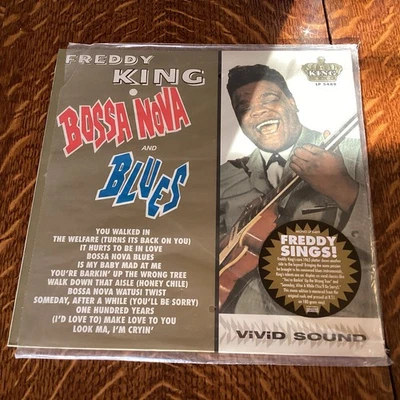 FREDDY
KING
BOSSA NOVA
AND
BLUES
YOU WALKED IN
THE WELFARE (TURNS ITS BACK ON YOU)
IT HURTS TO BE IN LOVE
BOSSA NOVA BLUES
IS MY BABY MAD AT ME
YOU'RE BARKIN' UP THE WRONG TREE
WALK DOWN THAT AISLE (HONEY CHILE)
BOSSA NOVA WATUSI TWIST
SOMEDAY, AFTER A WHILE (YOU'LL BE SORRY)
ONE HUNDRED YEARS
(I'D LOVE) TO MAKE LOVE TO YOU
LOOK MA, I'M CRYIN'
KING
FREDDY
SINGS!
ViViD SOUND